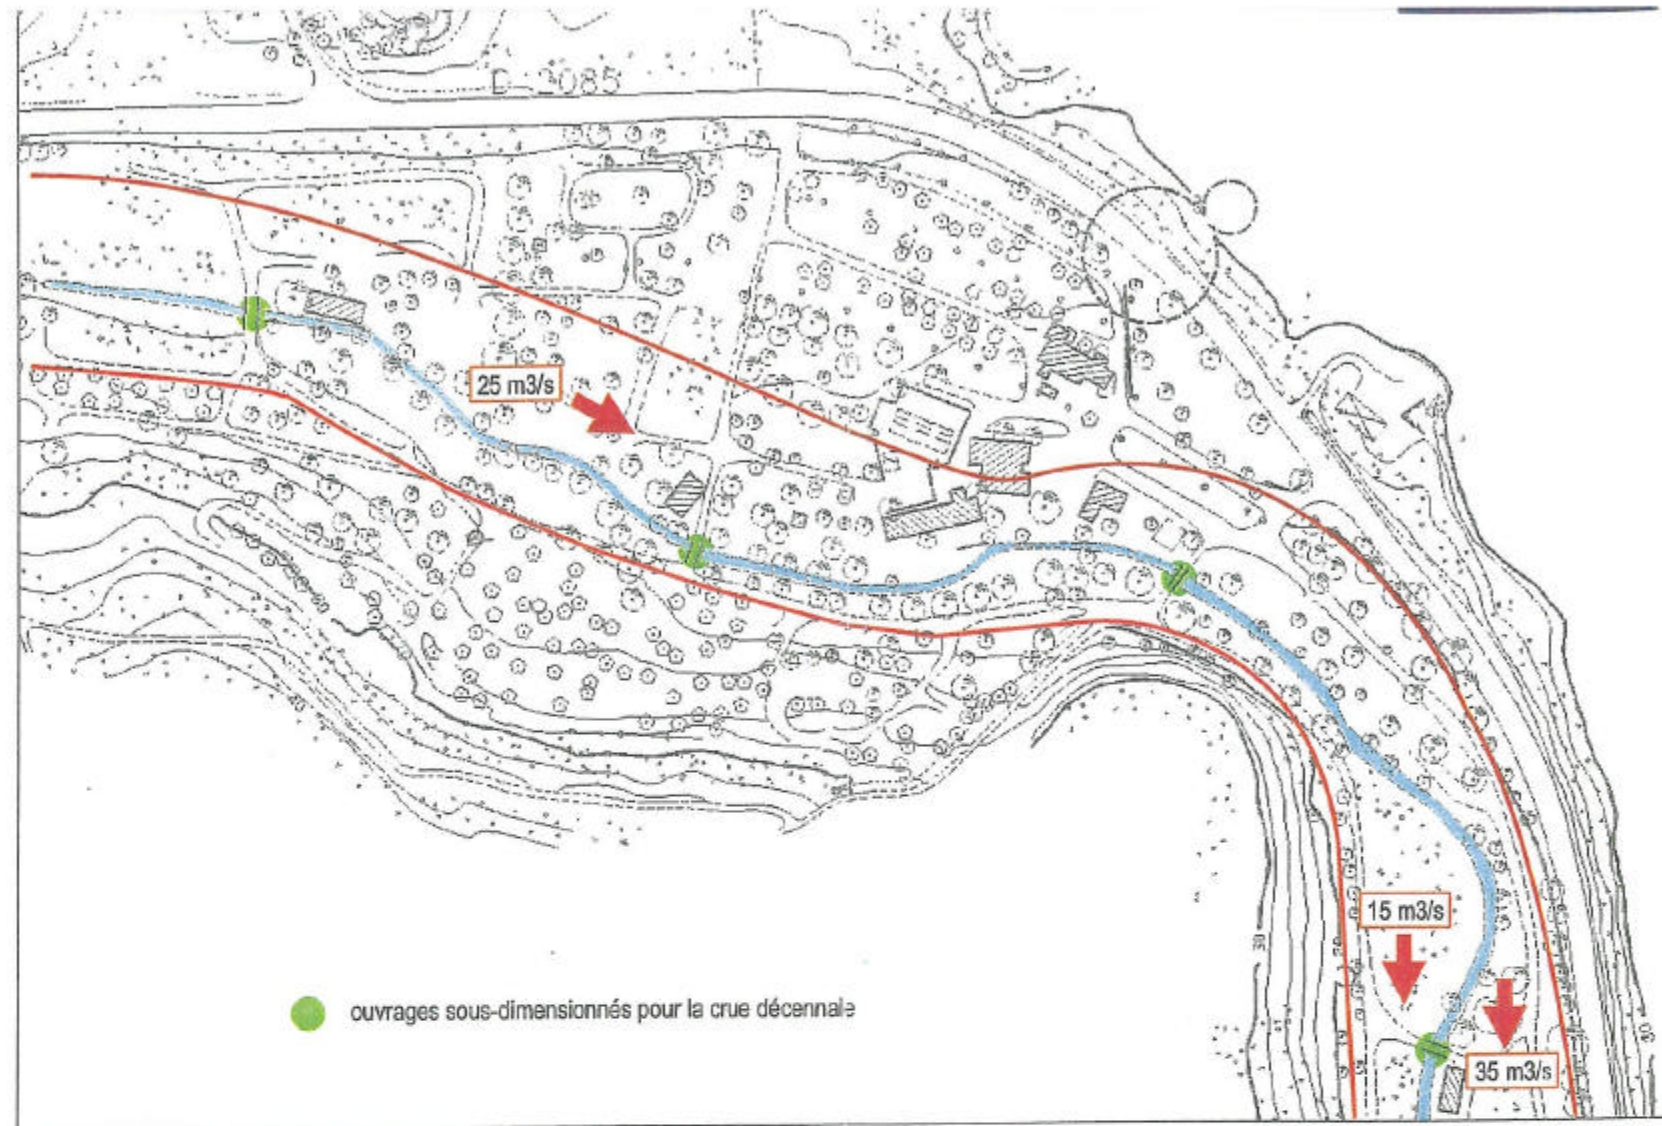 D-2085
25 m3/s
15 m3/s
35 m3/s
ouvrages sous-dimensionnés pour la crue décennale